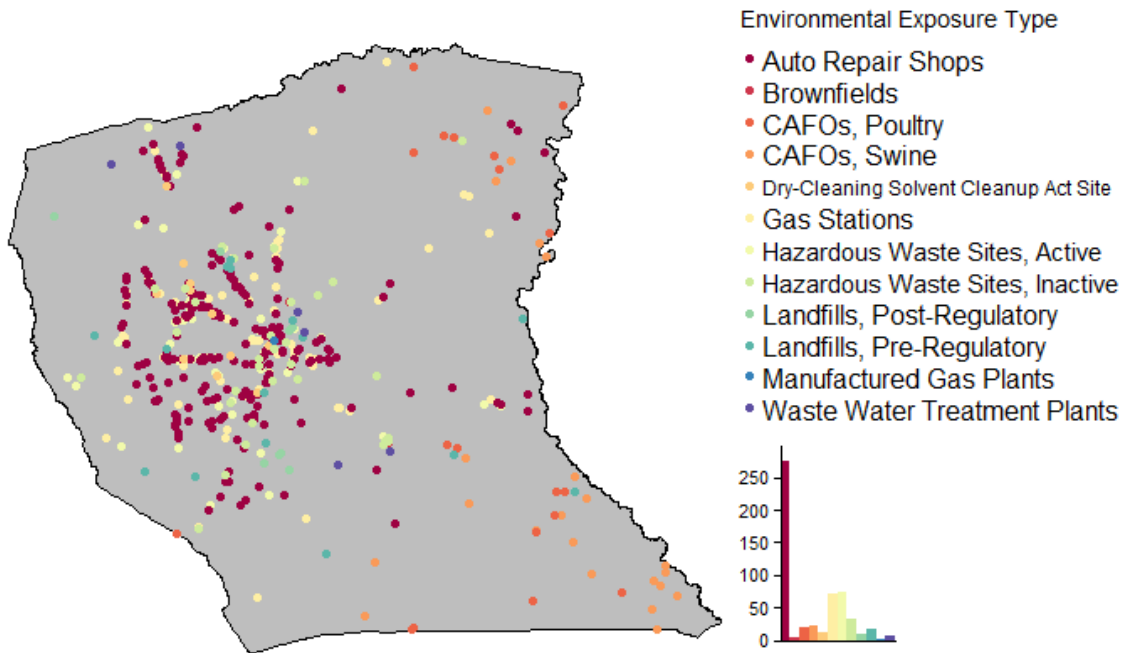 Environmental Exposure Type
Auto Repair Shops
Brownfields
CAFOs, Poultry
CAFOs, Swine
Dry-Cleaning Solvent Cleanup Act Site
Gas Stations
Hazardous Waste Sites, Active
Hazardous Waste Sites, Inactive
Landfills, Post-Regulatory
Landfills, Pre-Regulatory
Manufactured Gas Plants
Waste Water Treatment Plants
250
200
150
100
50
0